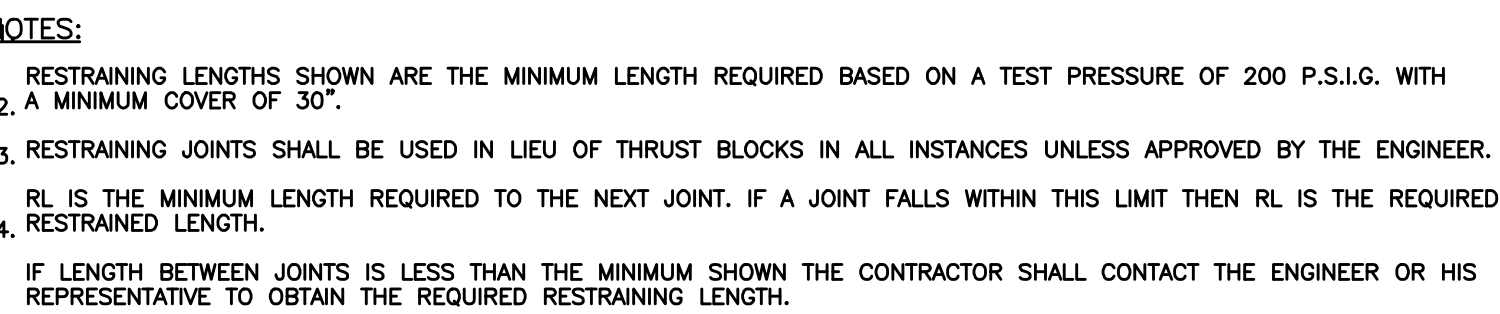 NOTES:
RESTRAINING LENGTHS SHOWN ARE THE MINIMUM LENGTH REQUIRED BASED ON A TEST PRESSURE OF 200 P.S.I.G. WITH
2. A MINIMUM COVER OF 30".
3. RESTRAINING JOINTS SHALL BE USED IN LIEU OF THRUST BLOCKS IN ALL INSTANCES UNLESS APPROVED BY THE ENGINEER.
RL IS THE MINIMUM LENGTH REQUIRED TO THE NEXT JOINT. IF A JOINT FALLS WITHIN THIS LIMIT THEN RL IS THE REQUIRED
4. RESTRAINED LENGTH.
IF LENGTH BETWEEN JOINTS IS LESS THAN THE MINIMUM SHOWN THE CONTRACTOR SHALL CONTACT THE ENGINEER OR HIS
REPRESENTATIVE TO OBTAIN THE REQUIRED RESTRAINING LENGTH.